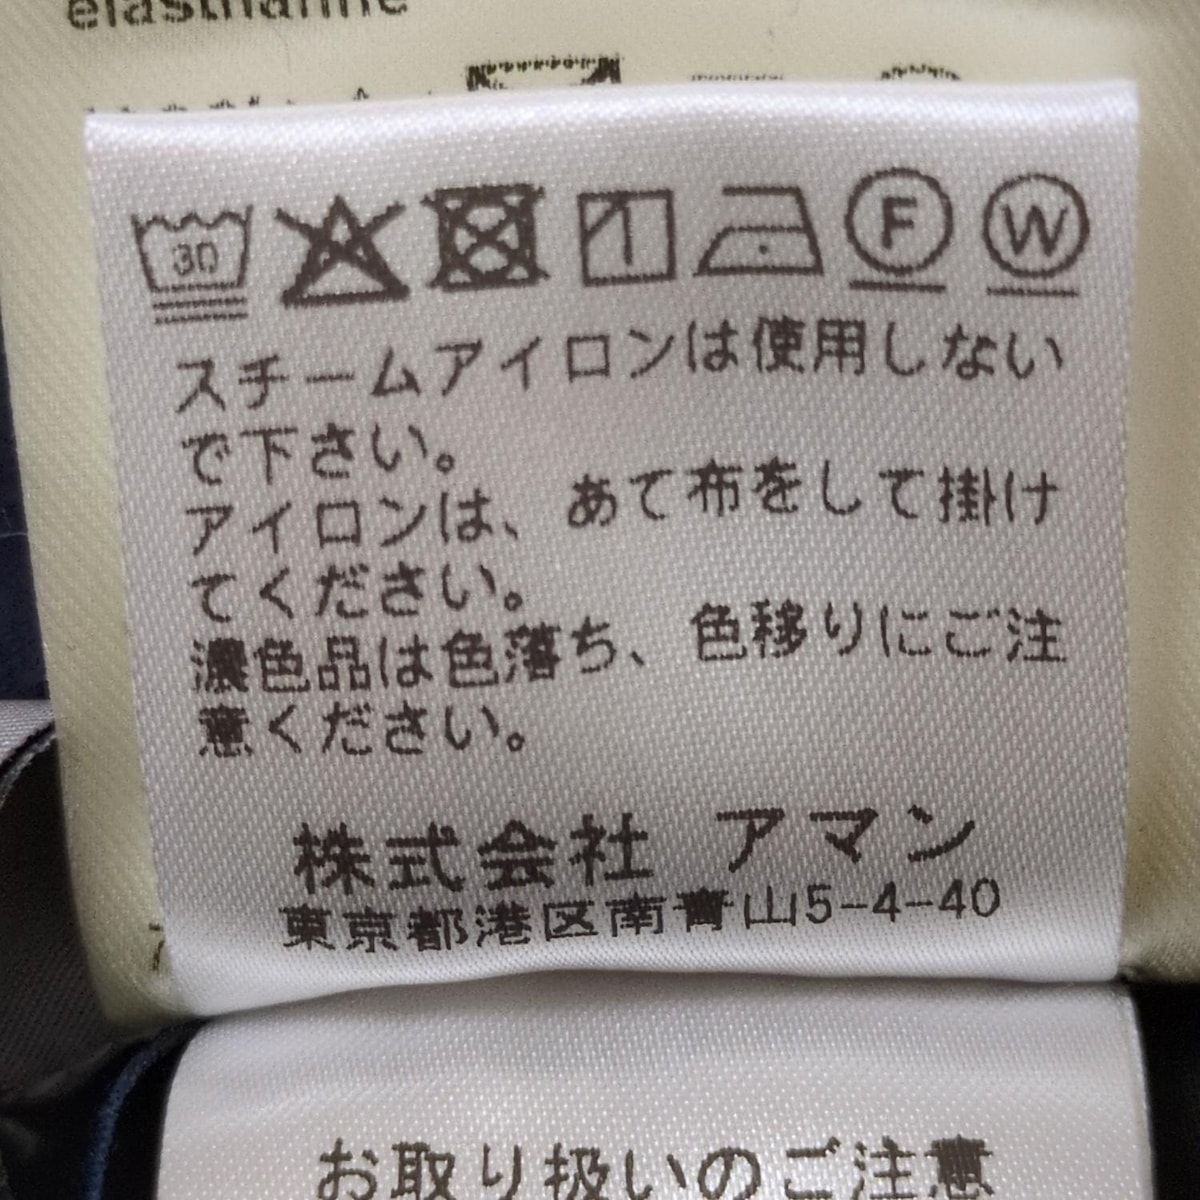 elasthanne
30
F
W
スチームアイロンは使用しない
で下さい。
アイロンは、あて布をして掛け
てください。
濃色品は色落ち、色移りにご注
意ください。
株式会社 アマン
東京都港区南青山5-4-40
お取り扱いのご注意